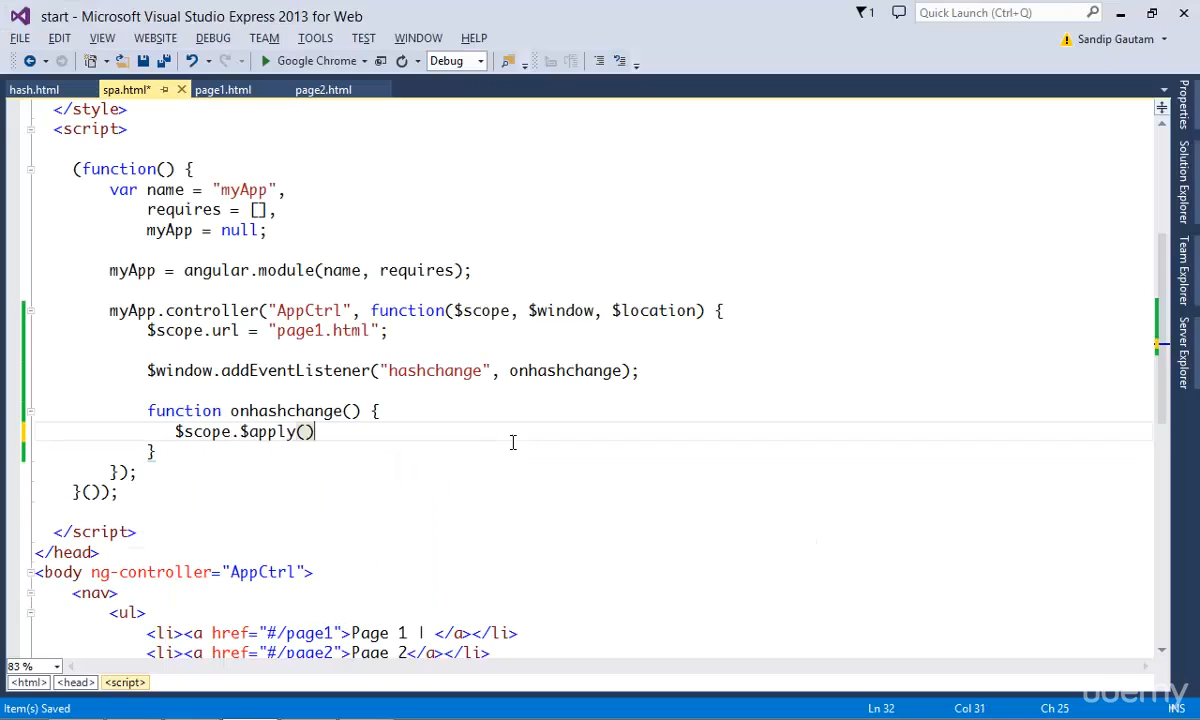 start - Microsoft Visual Studio Express 2013 for Web
1
Quick Launch (Ctrl+Q)
FILE EDIT VIEW WEBSITE DEBUG TEAM TOOLS TEST WINDOW HELP
Sandip Gautam
Google Chrome
Debug
hash.html spa.html* page1.html page2.html
</style>
<script>
(function() {
var name = "myApp",
requires = [],
myApp = null;
myApp = angular.module(name, requires);
myApp.controller("AppCtrl", function($scope, $window, $location) {
$scope.url = "page1.html";
$window.addEventListener("hashchange", onhashchange);
function onhashchange() {
$scope.$apply()
}
});
}());
</script>
</head>
<body ng-controller="AppCtrl">
<nav>
<ul>
<li><a href="#/page1">Page 1 | </a></li>
<li><a href="#/page2">Page 2</a></li>
83 %
<html> <head> <script>
Item(s) Saved
Ln 32 Col 31 Ch 25 INS
Properties
Solution Explorer
Team Explorer
Server Explorer
udemy